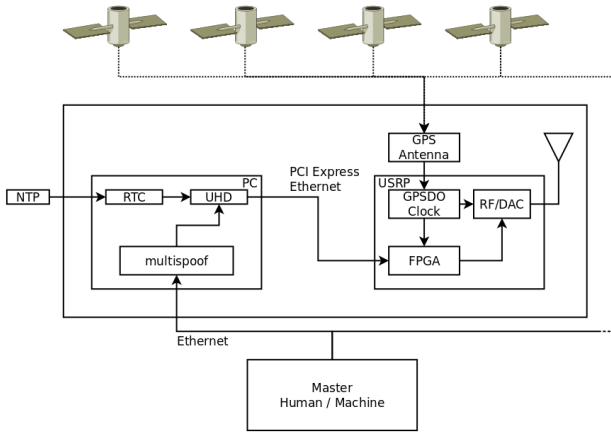 GPS
Antenna
PCI Express
Ethernet
PC
USRP
NTP
RTC
UHD
GPSDO
Clock
RF/DAC
multispoof
FPGA
Ethernet
Master
Human / Machine